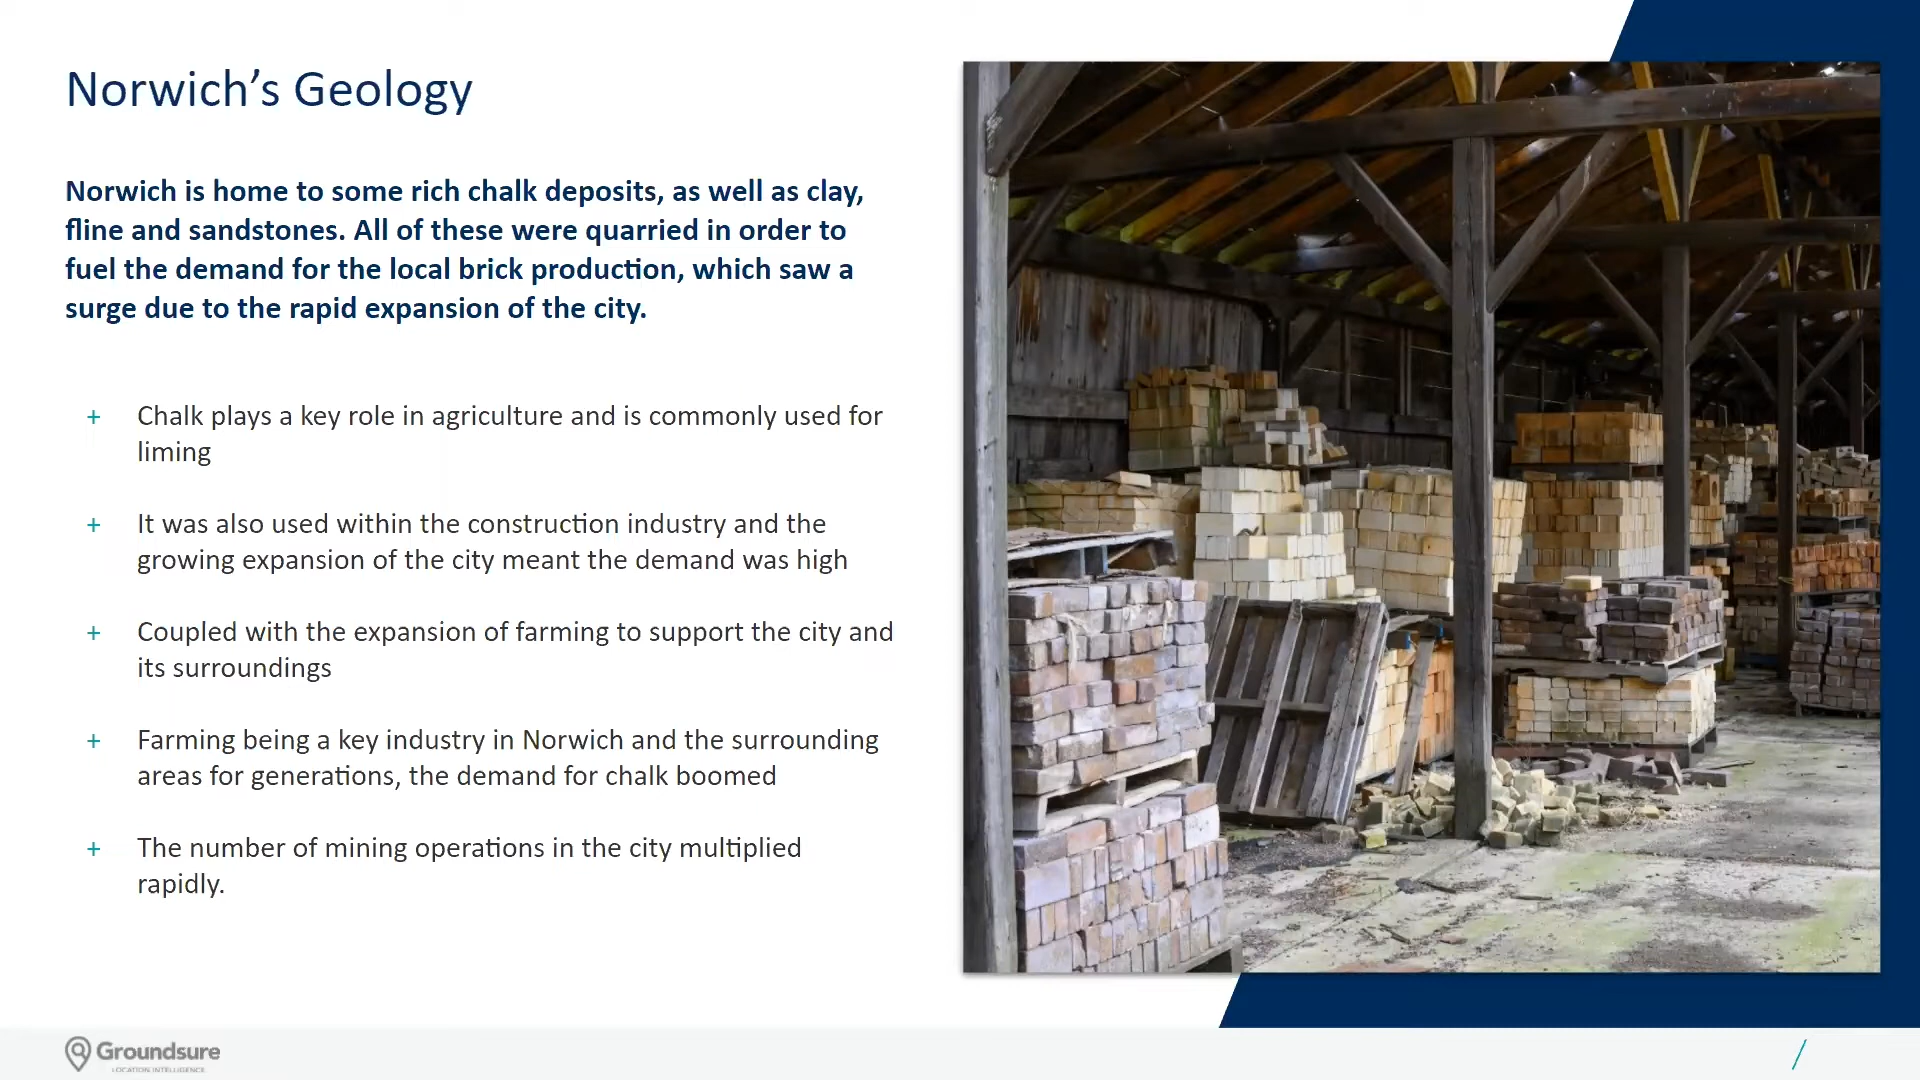 Norwich’s Geology
Norwich is home to some rich chalk deposits, as well as clay,
fline and sandstones. All of these were quarried in order to
fuel the demand for the local brick production, which saw a
surge due to the rapid expansion of the city.
+ Chalk plays a key role in agriculture and is commonly used for
liming
+ It was also used within the construction industry and the
growing expansion of the city meant the demand was high
+ Coupled with the expansion of farming to support the city and
its surroundings
+ Farming being a key industry in Norwich and the surrounding
areas for generations, the demand for chalk boomed
+ The number of mining operations in the city multiplied
rapidly.
Groundsure
LOCATION INTELLIGENCE
/